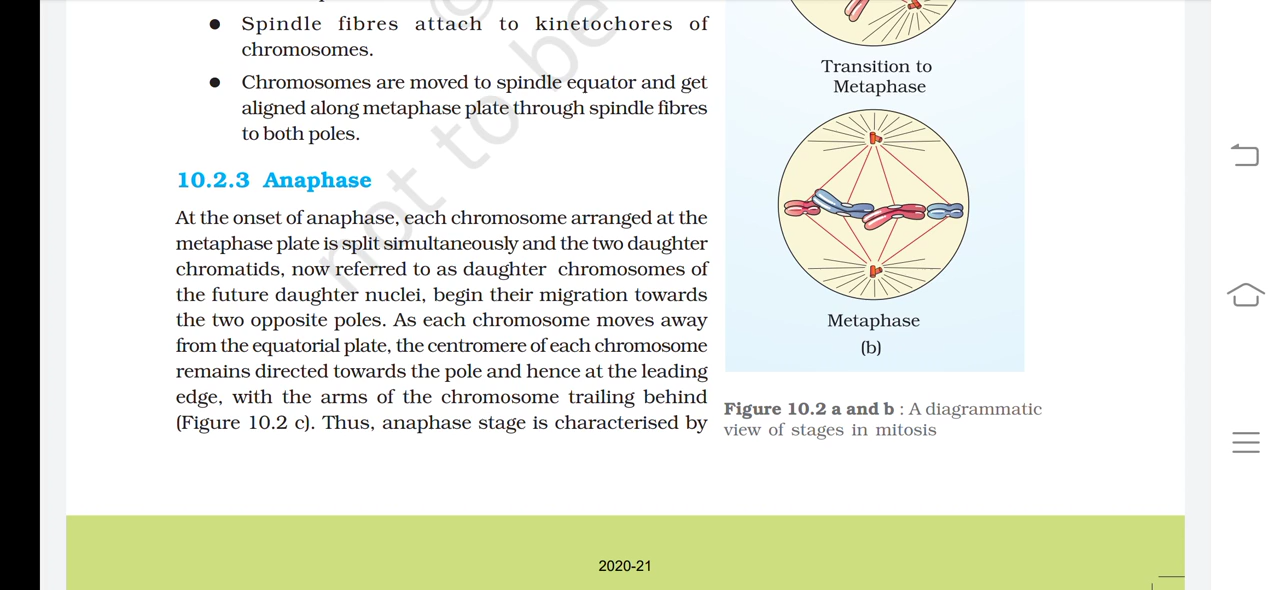 Spindle fibres attach to kinetochores of
chromosomes.
Chromosomes are moved to spindle equator and get
aligned along metaphase plate through spindle fibres
to both poles.
10.2.3 Anaphase
At the onset of anaphase, each chromosome arranged at the
metaphase plate is split simultaneously and the two daughter
chromatids, now referred to as daughter chromosomes of
the future daughter nuclei, begin their migration towards
the two opposite poles. As each chromosome moves away
from the equatorial plate, the centromere of each chromosome
remains directed towards the pole and hence at the leading
edge, with the arms of the chromosome trailing behind
(Figure 10.2 c). Thus, anaphase stage is characterised by
Transition to
Metaphase
Metaphase
(b)
Figure 10.2 a and b : A diagrammatic
view of stages in mitosis
not to be
2020-21